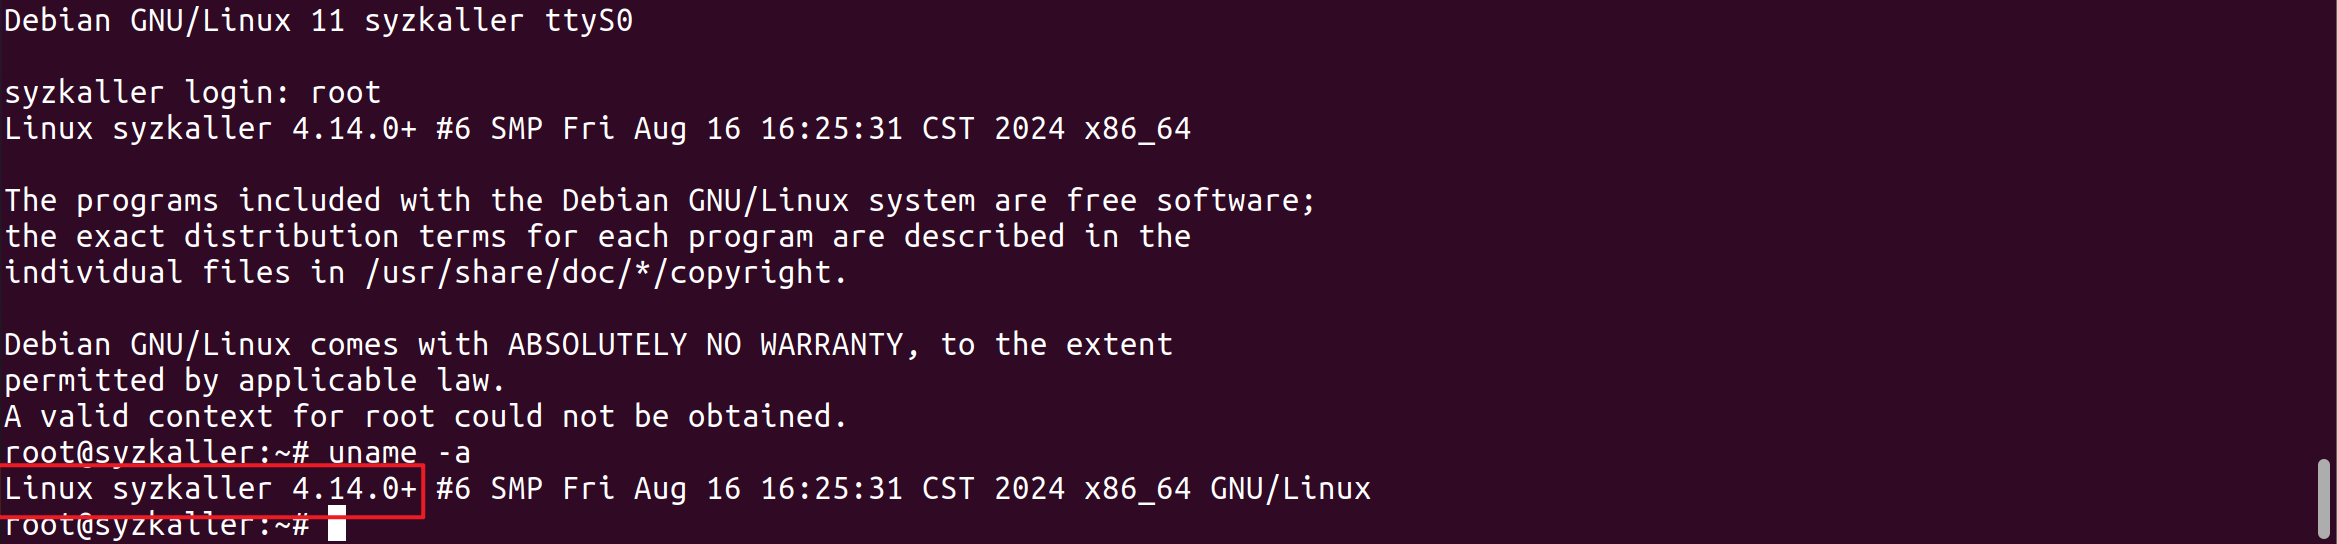 Debian GNU/Linux 11 syzkaller ttyS0
syzkaller login: root
Linux syzkaller 4.14.0+ #6 SMP Fri Aug 16 16:25:31 CST 2024 x86_64
The programs included with the Debian GNU/Linux system are free software;
the exact distribution terms for each program are described in the
individual files in /usr/share/doc/*/copyright.
Debian GNU/Linux comes with ABSOLUTELY NO WARRANTY, to the extent
permitted by applicable law.
A valid context for root could not be obtained.
root@syzkaller:~# uname -a
Linux syzkaller 4.14.0+ #6 SMP Fri Aug 16 16:25:31 CST 2024 x86_64 GNU/Linux
root@syzkaller:~#